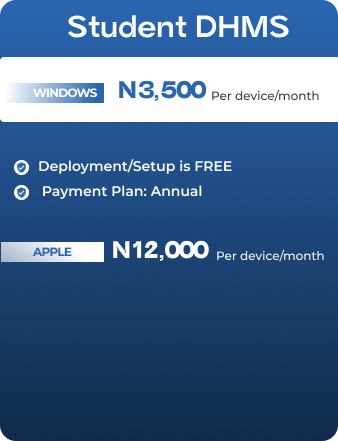 Student DHMS
WINDOWS N3,500 Per device/month
Deployment/Setup is FREE
Payment Plan: Annual
APPLE N12,000 Per device/month